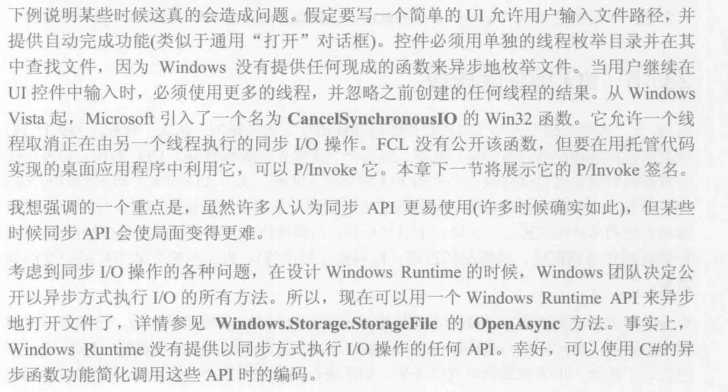 下例说明某些时候这真的会造成问题。假定要写一个简单的 UI 允许用户输入文件路径，并
提供自动完成功能(类似于通用“打开”对话框)。控件必须用单独的线程枚举目录并在其
中查找文件，因为 Windows 没有提供任何现成的函数来异步地枚举文件。当用户继续在
UI 控件中输入时，必须使用更多的线程，并忽略之前创建的任何线程的结果。从 Windows
Vista 起，Microsoft 引入了一个名为 CancelSynchronousIO 的 Win32 函数。它允许一个线
程取消正在由另一个线程执行的同步 I/O 操作。FCL 没有公开该函数，但要在用托管代码
实现的桌面应用程序中利用它，可以 P/Invoke 它。本章下一节将展示它的 P/Invoke 签名。
我想强调的一个重点是，虽然许多人认为同步 API 更易使用(许多时候确实如此)，但某些
时候同步 API 会使局面变得更难。
考虑到同步 I/O 操作的各种问题，在设计 Windows Runtime 的时候，Windows 团队决定公
开以异步方式执行 I/O 的所有方法。所以，现在可以用一个 Windows Runtime API 来异步
地打开文件了，详情参见 Windows.Storage.StorageFile 的 OpenAsync 方法。事实上，
Windows Runtime 没有提供以同步方式执行 I/O 操作的任何 API。幸好，可以使用 C#的异
步函数功能简化调用这些 API 时的编码。